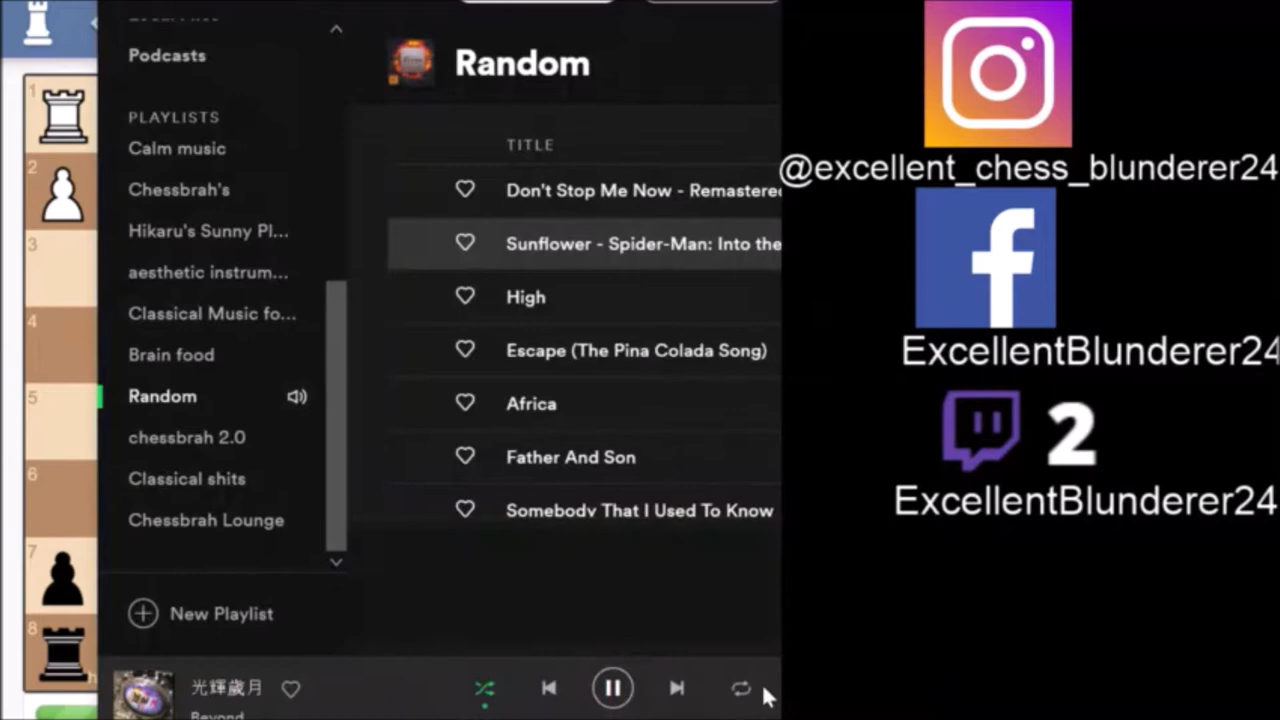 Podcasts
PLAYLISTS
Calm music
Chessbrah's
Hikaru's Sunny Pl...
aesthetic instrum...
Classical Music fo...
Brain food
Random
chessbrah 2.0
Classical shits
Chessbrah Lounge
New Playlist
Random
TITLE
Don't Stop Me Now - Remastered
Sunflower - Spider-Man: Into the
High
Escape (The Pina Colada Song)
Africa
Father And Son
Somebody That I Used To Know
光輝歲月
Beyond
@excellent_chess_blunderer24
ExcellentBlunderer24
2
ExcellentBlunderer24
1
2
3
4
5
6
7
8
h